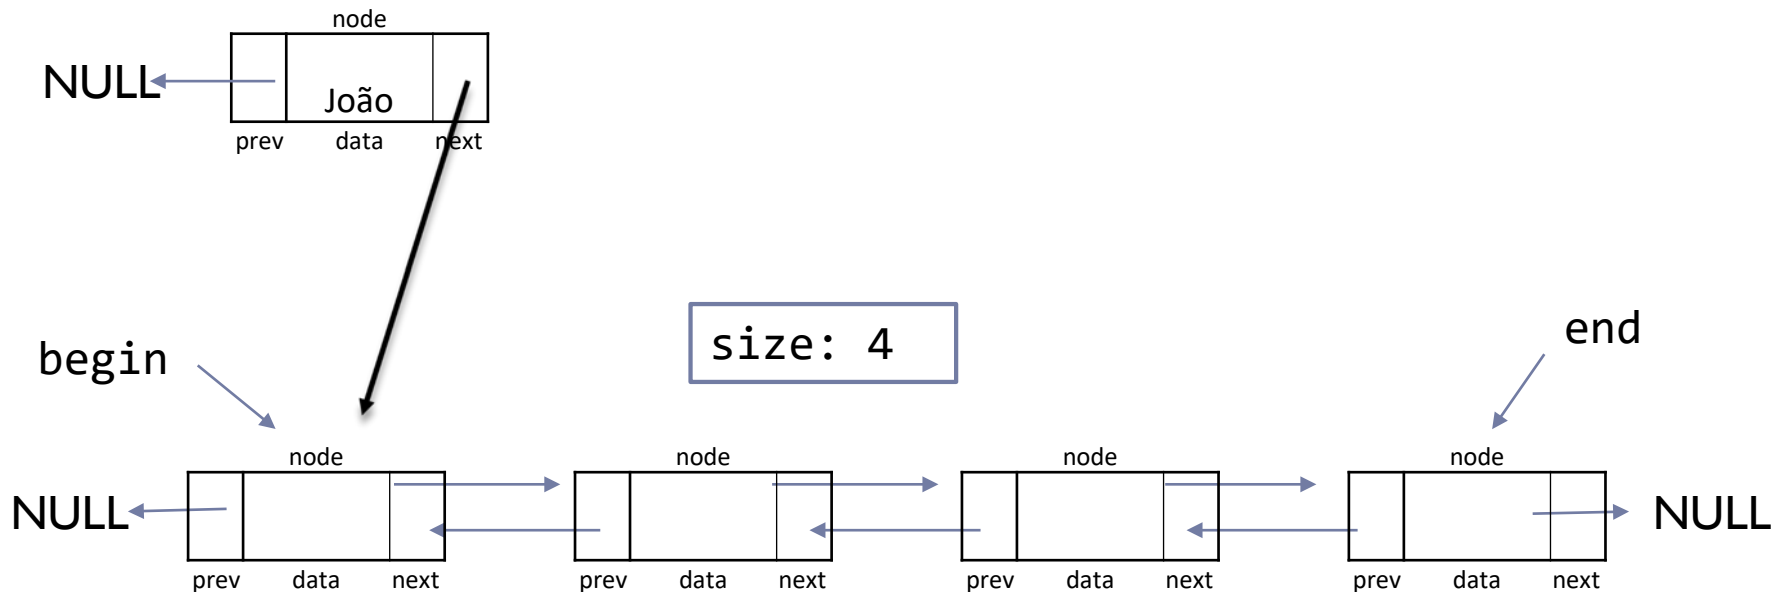 node
NULL
João
prev data next
size: 4
end
begin
node node node node
NULL NULL
prev data next prev data next prev data next prev data next